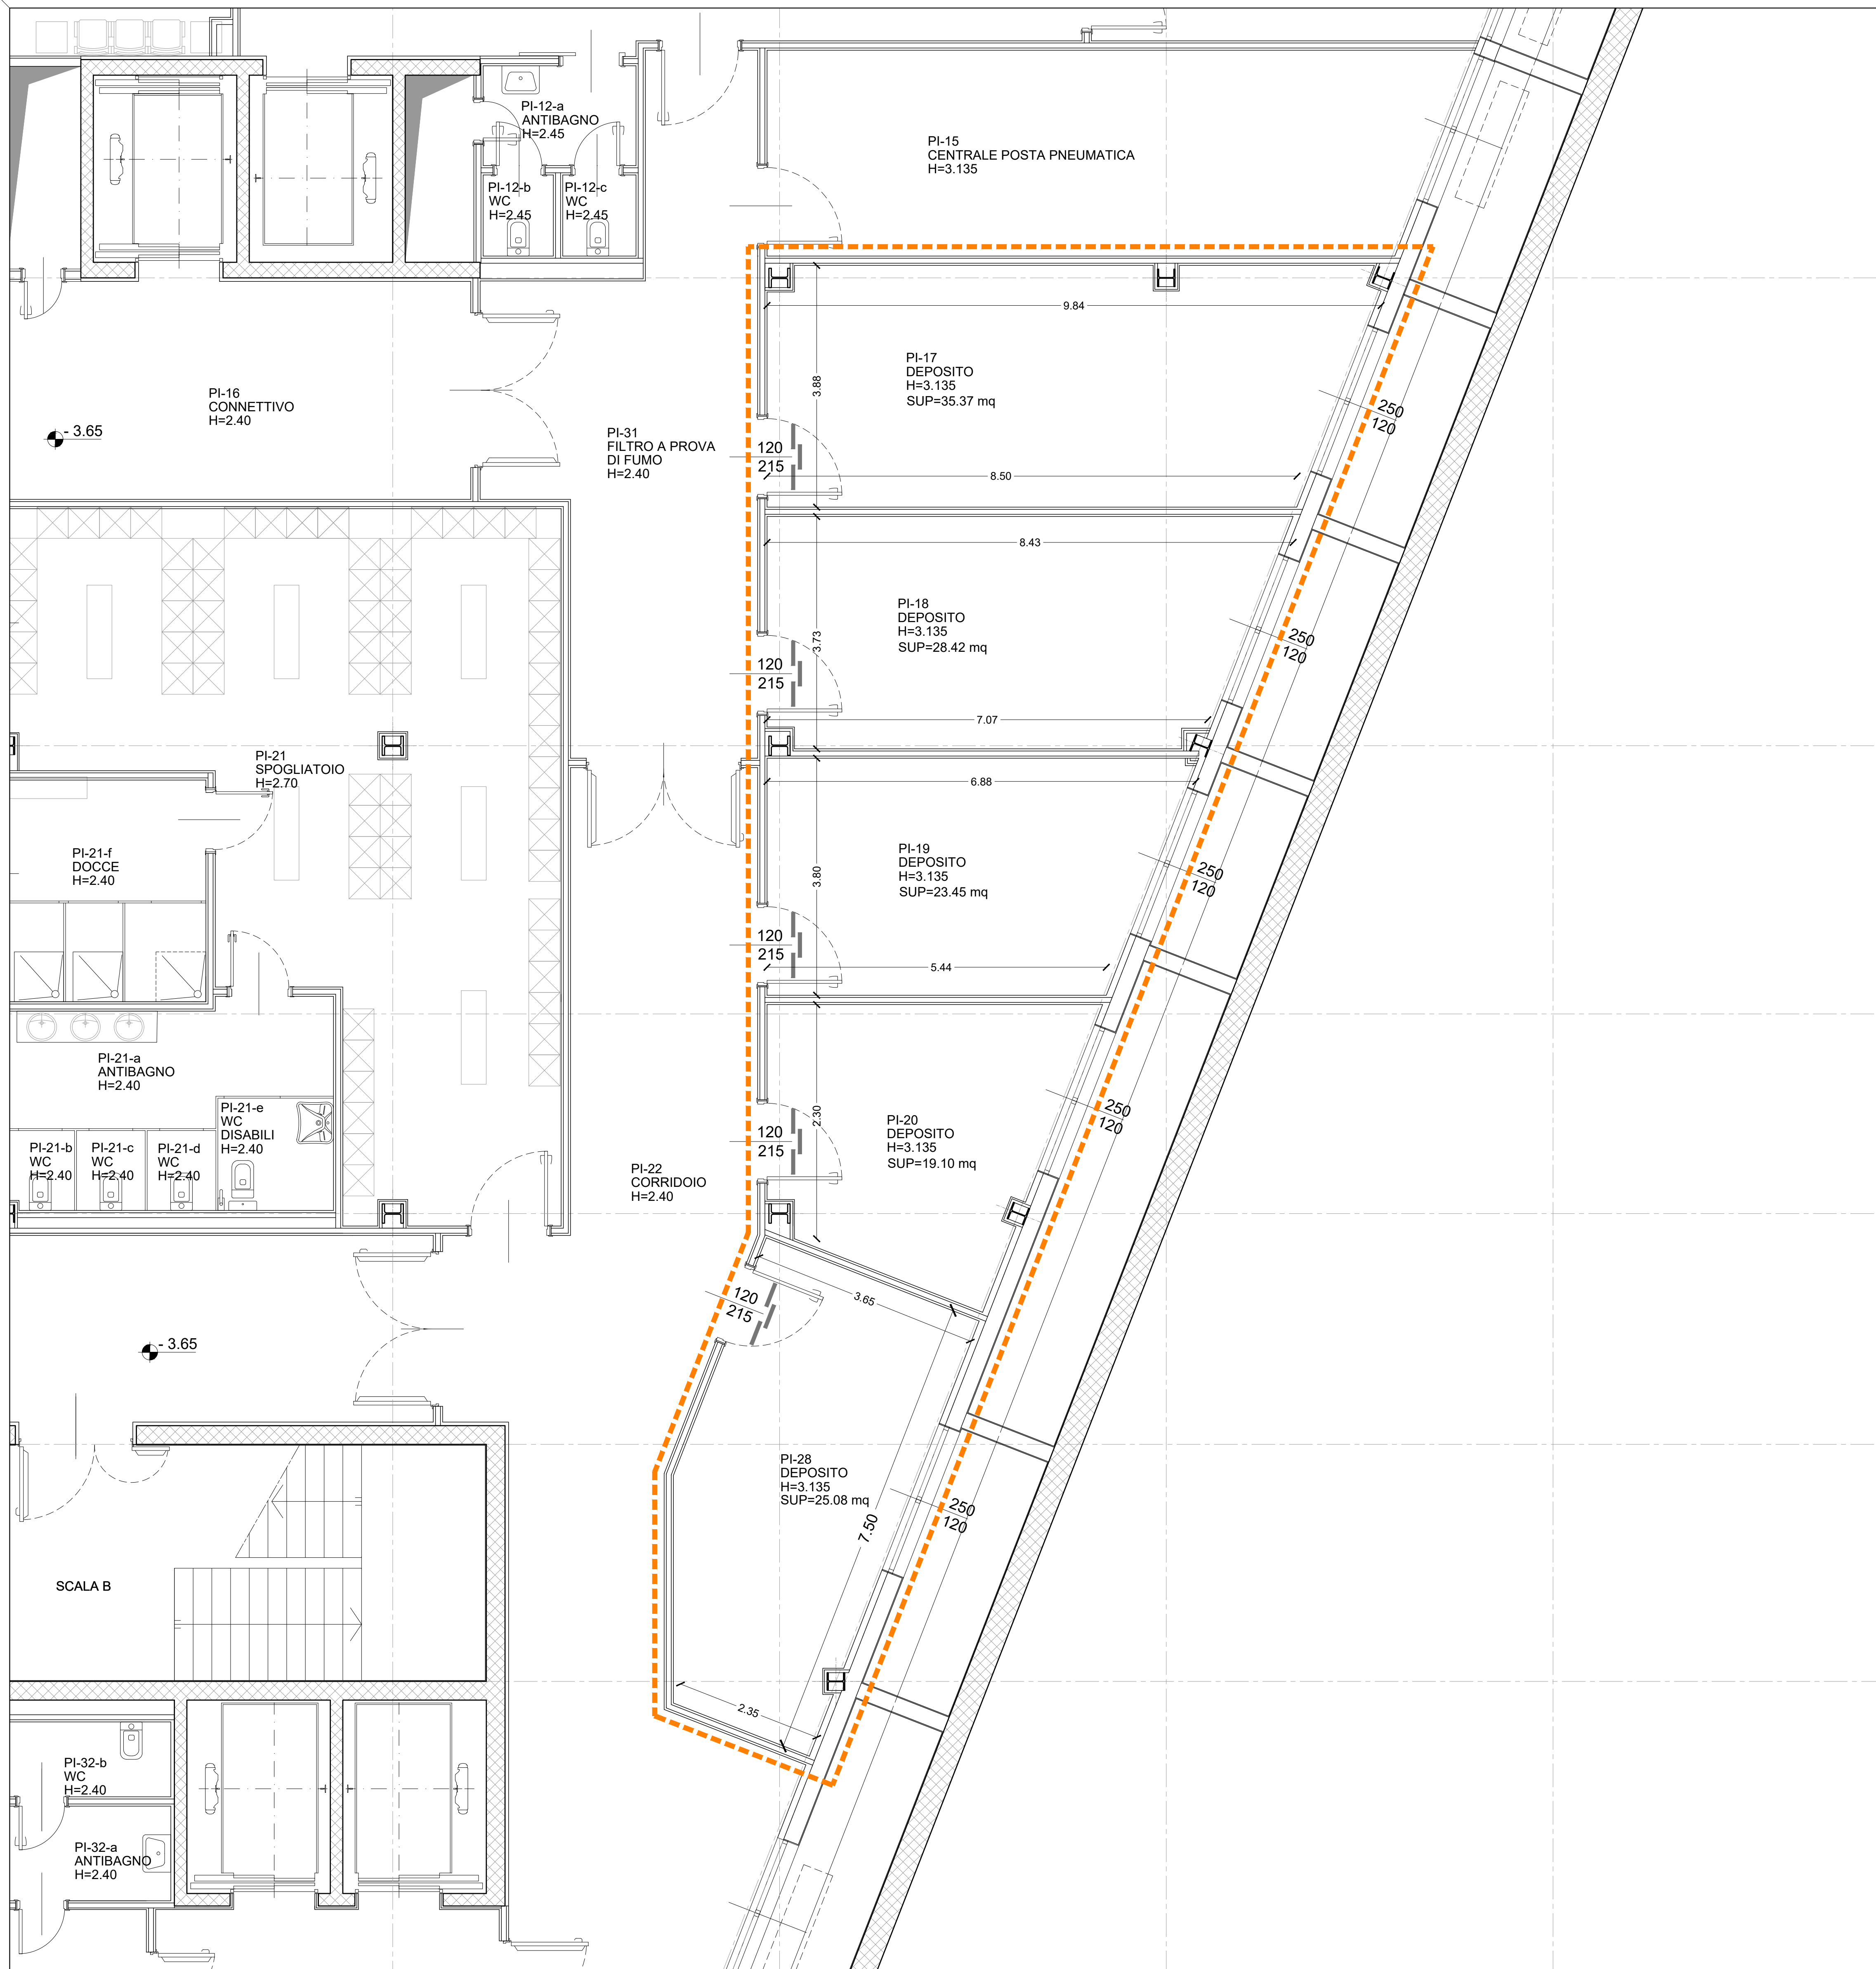 PI-12-a
ANTIBAGNO
H=2.45
PI-12-b
WC
H=2.45
PI-12-c
WC
H=2.45
PI-15
CENTRALE POSTA PNEUMATICA
H=3.135
9.84
PI-17
DEPOSITO
H=3.135
SUP=35.37 mq
3.88
250
120
PI-16
CONNETTIVO
H=2.40
- 3.65
PI-31
FILTRO A PROVA
DI FUMO
H=2.40
120
215
8.50
8.43
PI-18
DEPOSITO
H=3.135
SUP=28.42 mq
3.73
250
120
120
215
7.07
PI-21
SPOGLIATOIO
H=2.70
6.88
PI-19
DEPOSITO
H=3.135
SUP=23.45 mq
3.80
250
120
PI-21-f
DOCCE
H=2.40
120
215
5.44
PI-21-a
ANTIBAGNO
H=2.40
PI-21-e
WC
DISABILI
H=2.40
PI-21-b
WC
H=2.40
PI-21-c
WC
H=2.40
PI-21-d
WC
H=2.40
2.30
250
120
PI-20
DEPOSITO
H=3.135
SUP=19.10 mq
120
215
PI-22
CORRIDOIO
H=2.40
3.65
120
215
- 3.65
PI-28
DEPOSITO
H=3.135
SUP=25.08 mq
7.50
250
120
SCALA B
2.35
PI-32-b
WC
H=2.40
PI-32-a
ANTIBAGNO
H=2.40